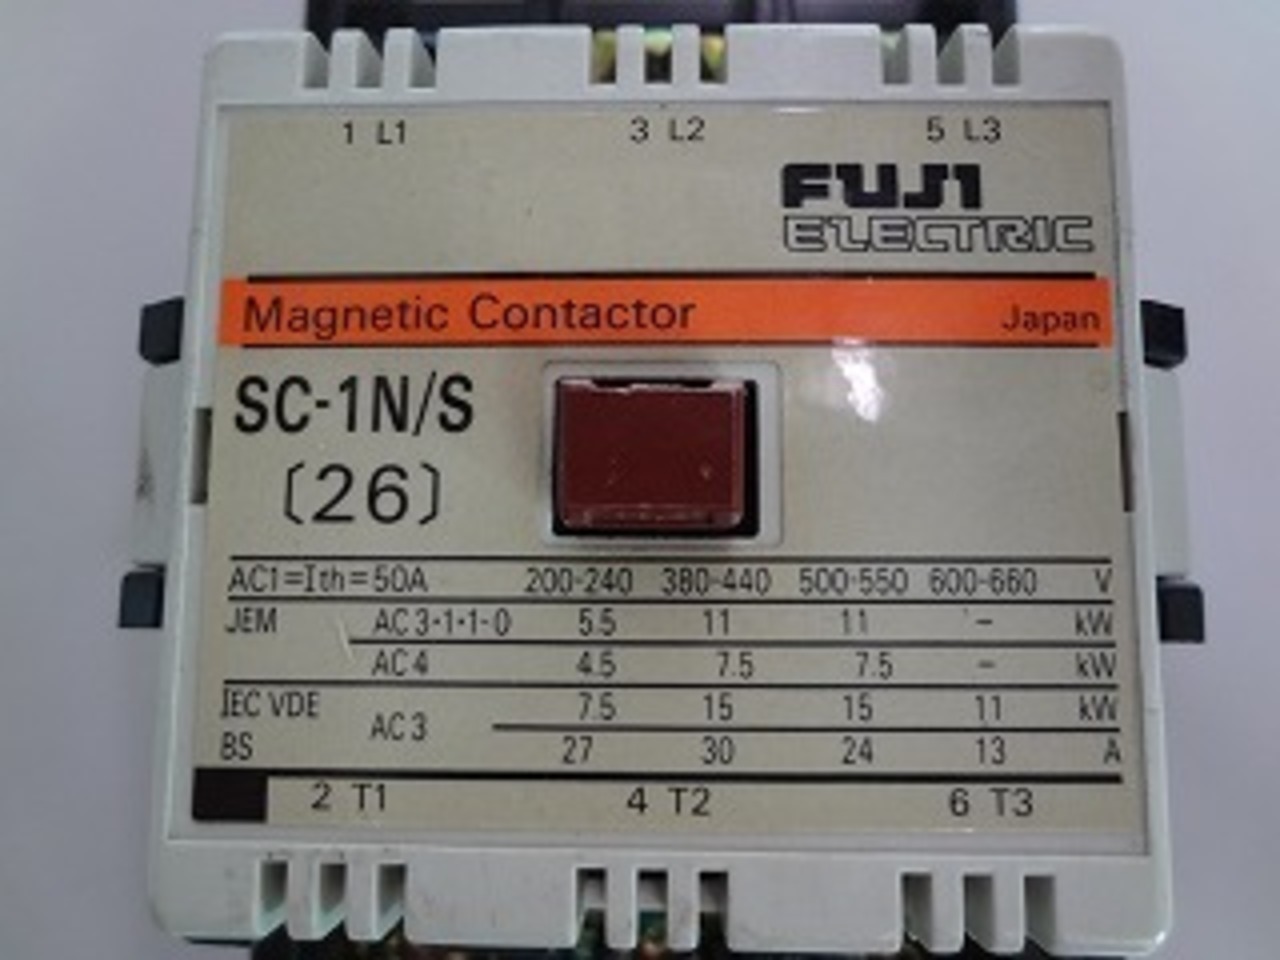 1 L1 3 L2 5 L3
FUJI
ELECTRIC
Magnetic Contactor Japan
SC-1N/S
〔26〕
AC1=Ith=50A 200-240 380-440 500-550 600-660 V
JEM AC3-1-1-0 5.5 11 11 – kW
AC4 4.5 7.5 7.5 – kW
IEC VDE 7.5 15 15 11 kW
AC3
BS 27 30 24 13 A
2 T1 4 T2 6 T3